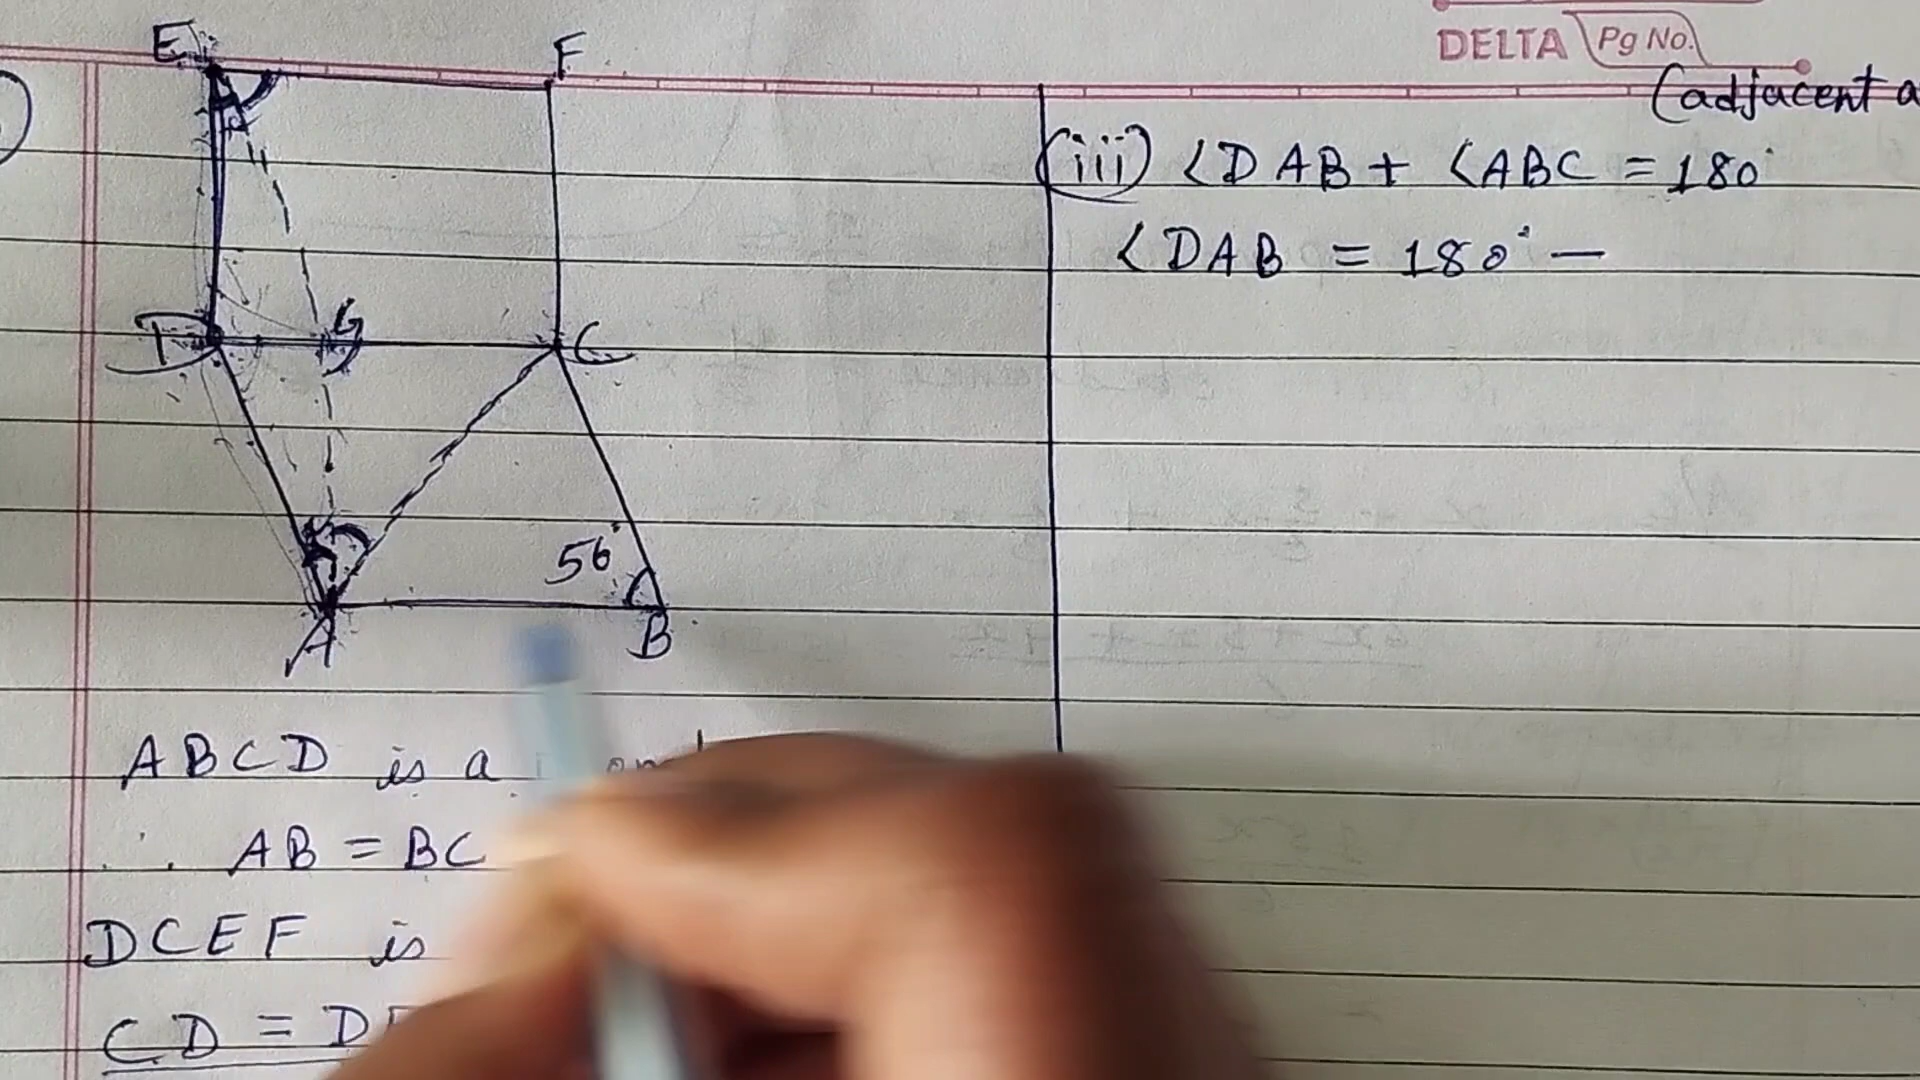 DELTA Pg No.
E F
(adjacent a
(iii) ∠DAB + ∠ABC = 180°
∠DAB = 180° —
D G C
56°
A B
ABCD is a
∴ AB = BC
DCEF is
CD = D